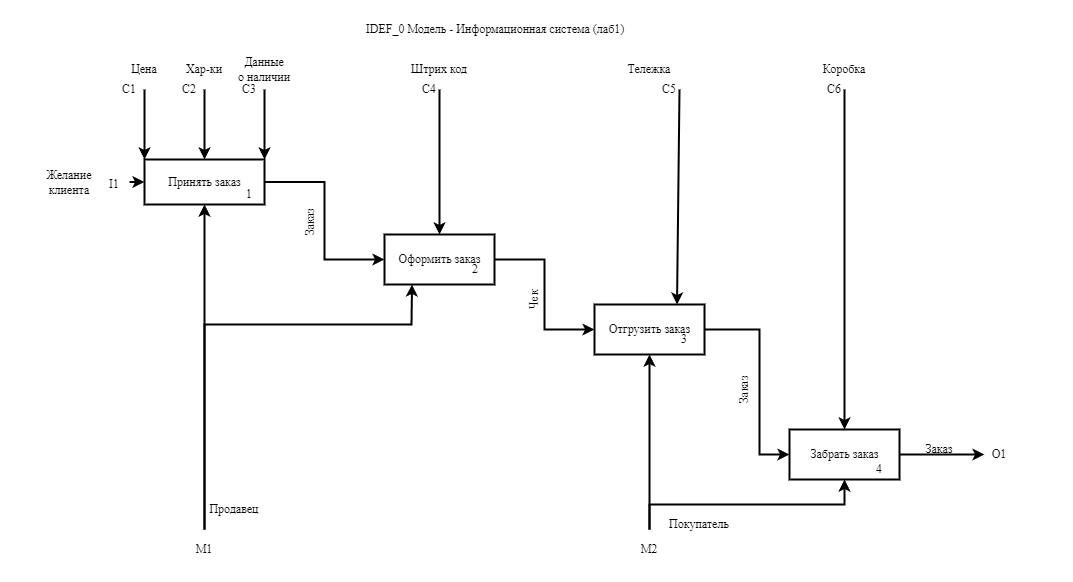 IDEF_0 Модель - Информационная система (лаб1)
Цена
Хар-ки
Данные
о наличии
Штрих код
Тележка
Коробка
C1
C2
C3
C4
C5
C6
Желание
клиента
I1
Принять заказ
1
Заказ
Оформить заказ
2
Чек
Отгрузить заказ
3
Заказ
Забрать заказ
4
Заказ
O1
Продавец
Покупатель
M1
M2